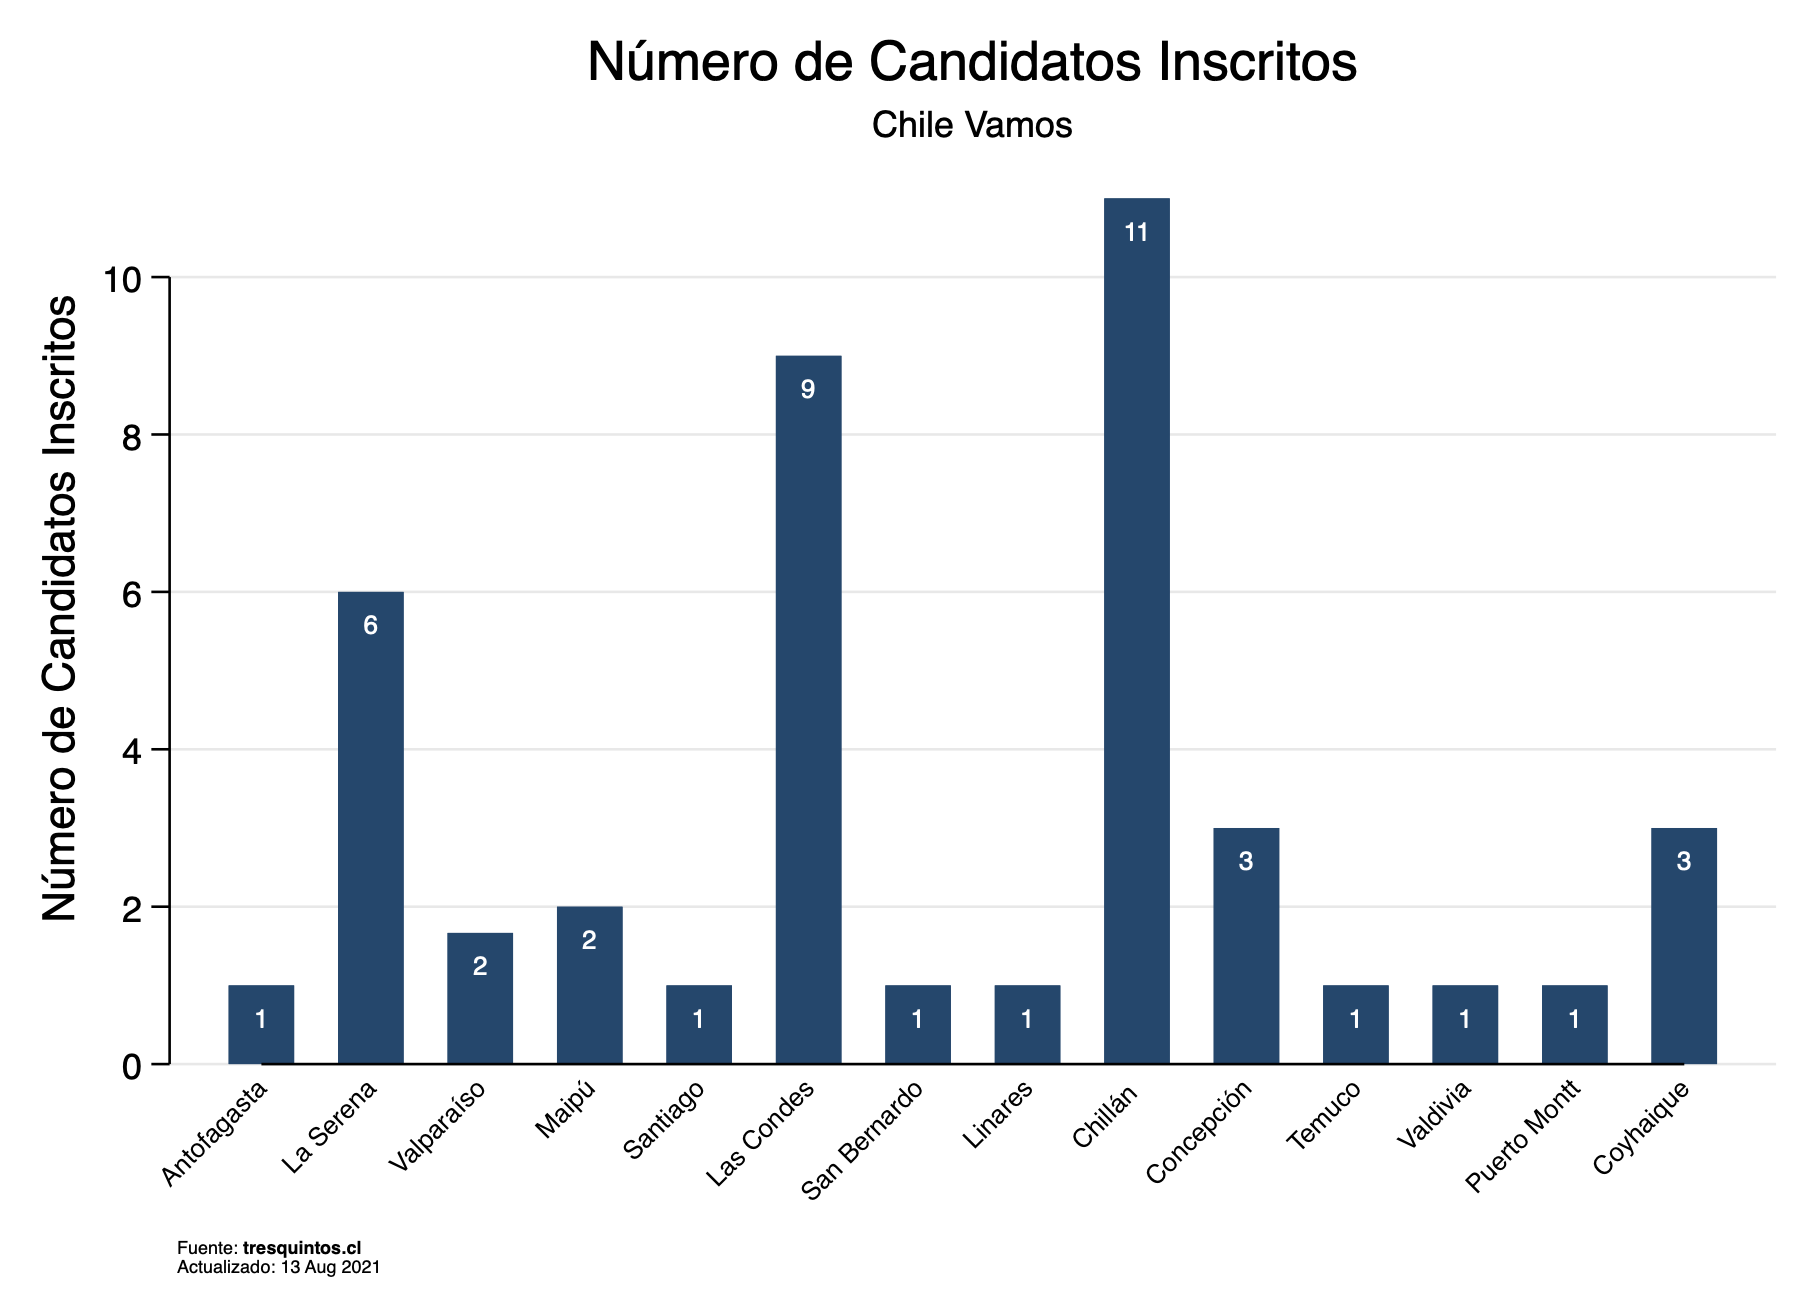 Número de Candidatos Inscritos
Chile Vamos
Número de Candidatos Inscritos
10
8
6
4
2
0
1
6
2
2
1
9
1
1
11
3
1
1
1
3
Antofagasta
La Serena
Valparaíso
Maipú
Santiago
Las Condes
San Bernardo
Linares
Chillán
Concepción
Temuco
Valdivia
Puerto Montt
Coyhaique
Fuente: tresquintos.cl
Actualizado: 13 Aug 2021